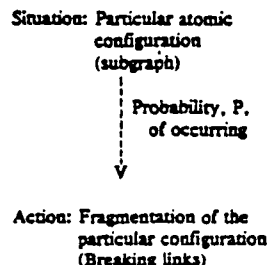 Situation: Particular atomic
configuration
(subgraph)
Probability, P,
of occurring
Action: Fragmentation of the
particular configuration
(Breaking links)